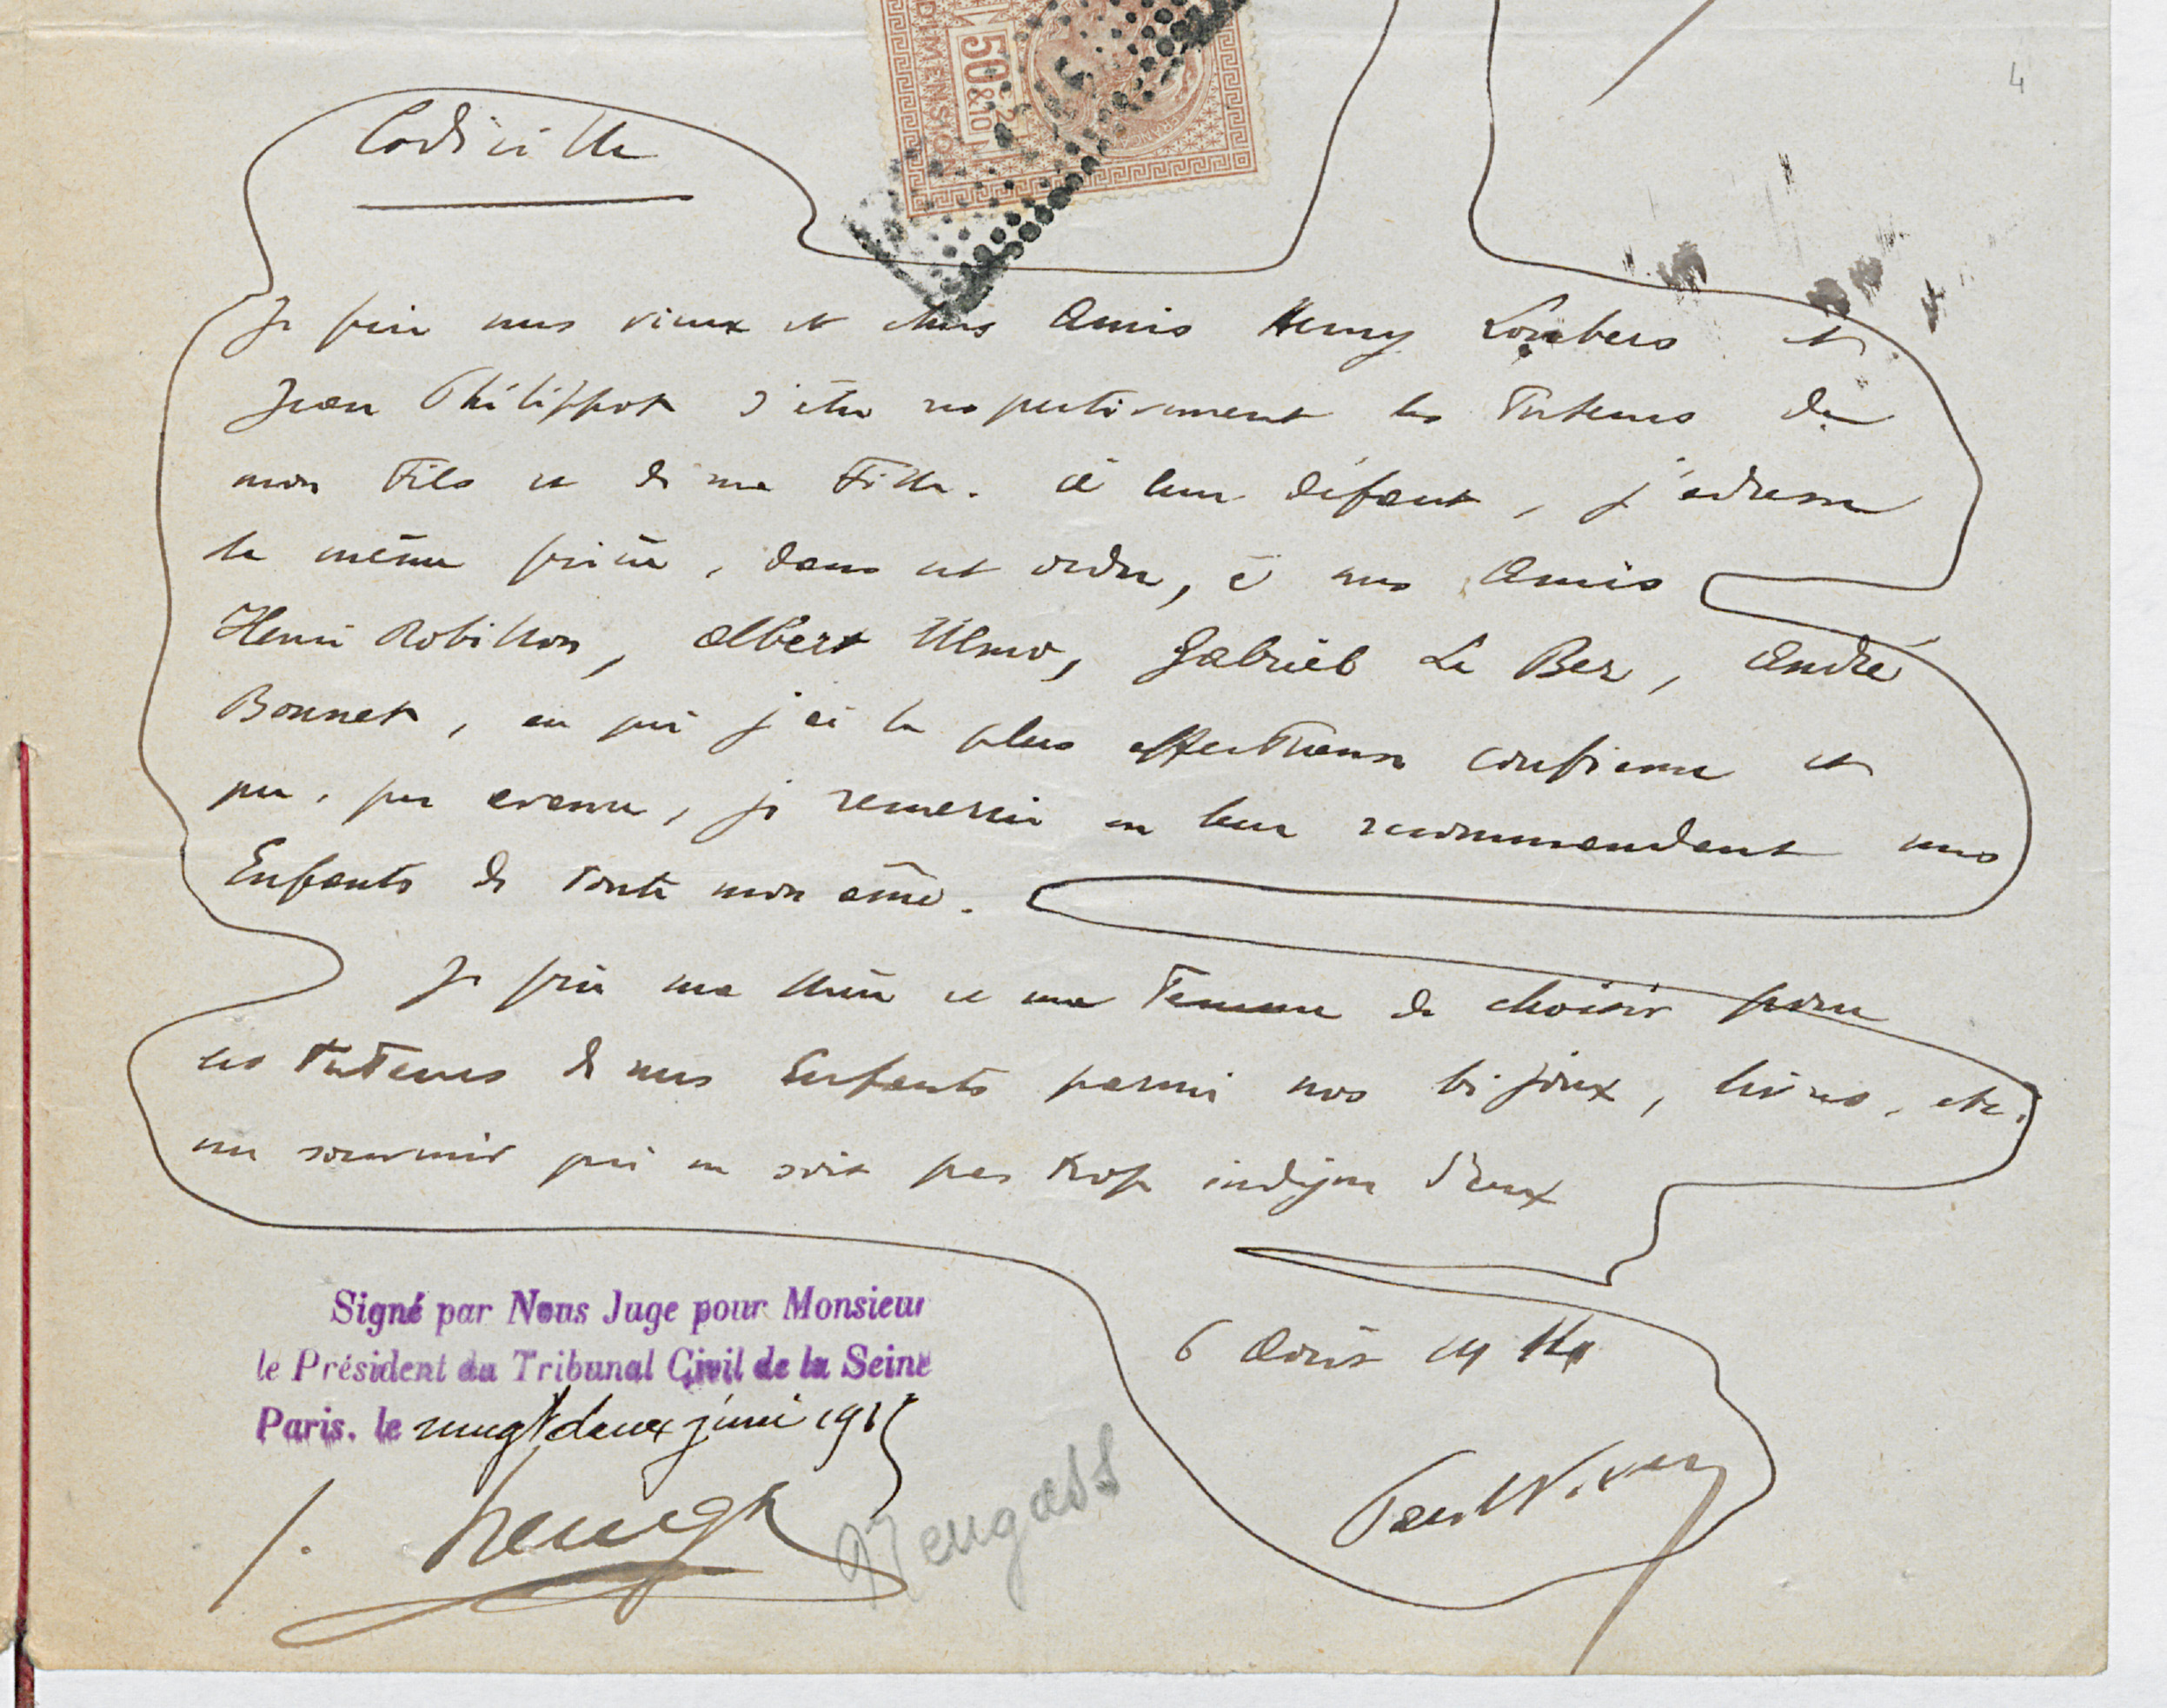 4
DIMENSION
50 c
2/10
Codicille
Je prie mes vieux et chers Amis Henry Lombers et
Jean Philippot d'être respectivement les Tuteurs de
mon Fils et de ma Fille. à leur défaut, j'adresse
la même prière, dans cet ordre, à mes Amis
Henri Robillon, Albert Ulmo, Gabriel Le Ber, André
Bonnet, en qui j'ai la plus affectueuse confiance et
que, par avance, je remercie en leur recommandant mes
Enfants de toute mon âme.
Je prie ma Mère et ma Femme de choisir pour
les Tuteurs de mes Enfants parmi nos bijoux, livres, etc.
un souvenir qui ne soit pas trop indigne d'eux
6 Août 1914
Signé par Nous Juge pour Monsieur
le Président du Tribunal Civil de la Seine
Paris, le vingt deux juin 1915